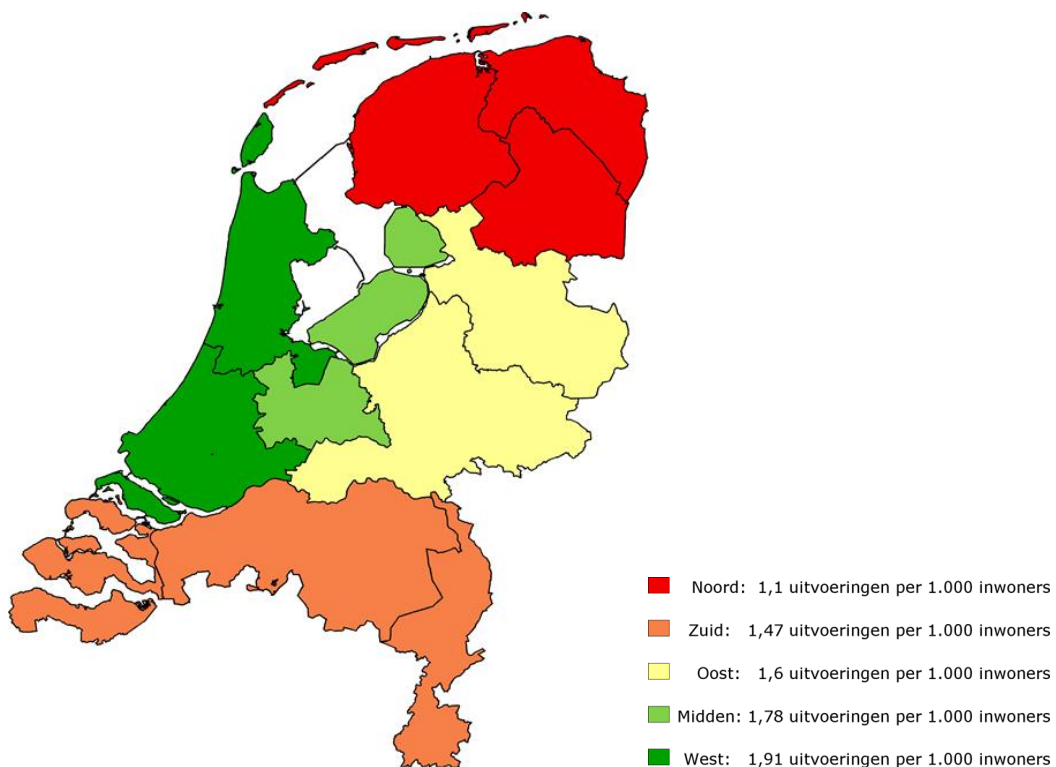 Noord: 1,1 uitvoeringen per 1.000 inwoners
Zuid: 1,47 uitvoeringen per 1.000 inwoners
Oost: 1,6 uitvoeringen per 1.000 inwoners
Midden: 1,78 uitvoeringen per 1.000 inwoners
West: 1,91 uitvoeringen per 1.000 inwoners